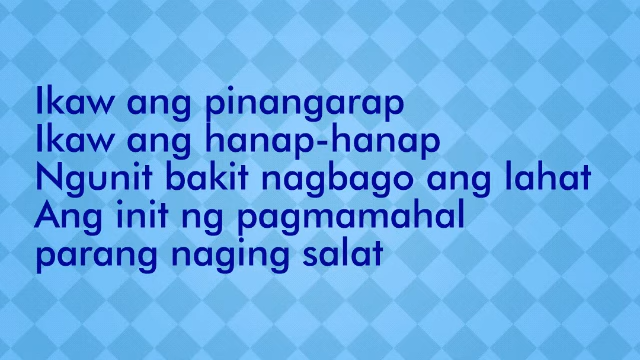 Ikaw ang pinangarap
Ikaw ang hanap-hanap
Ngunit bakit nagbago ang lahat
Ang init ng pagmamahal
parang naging salat